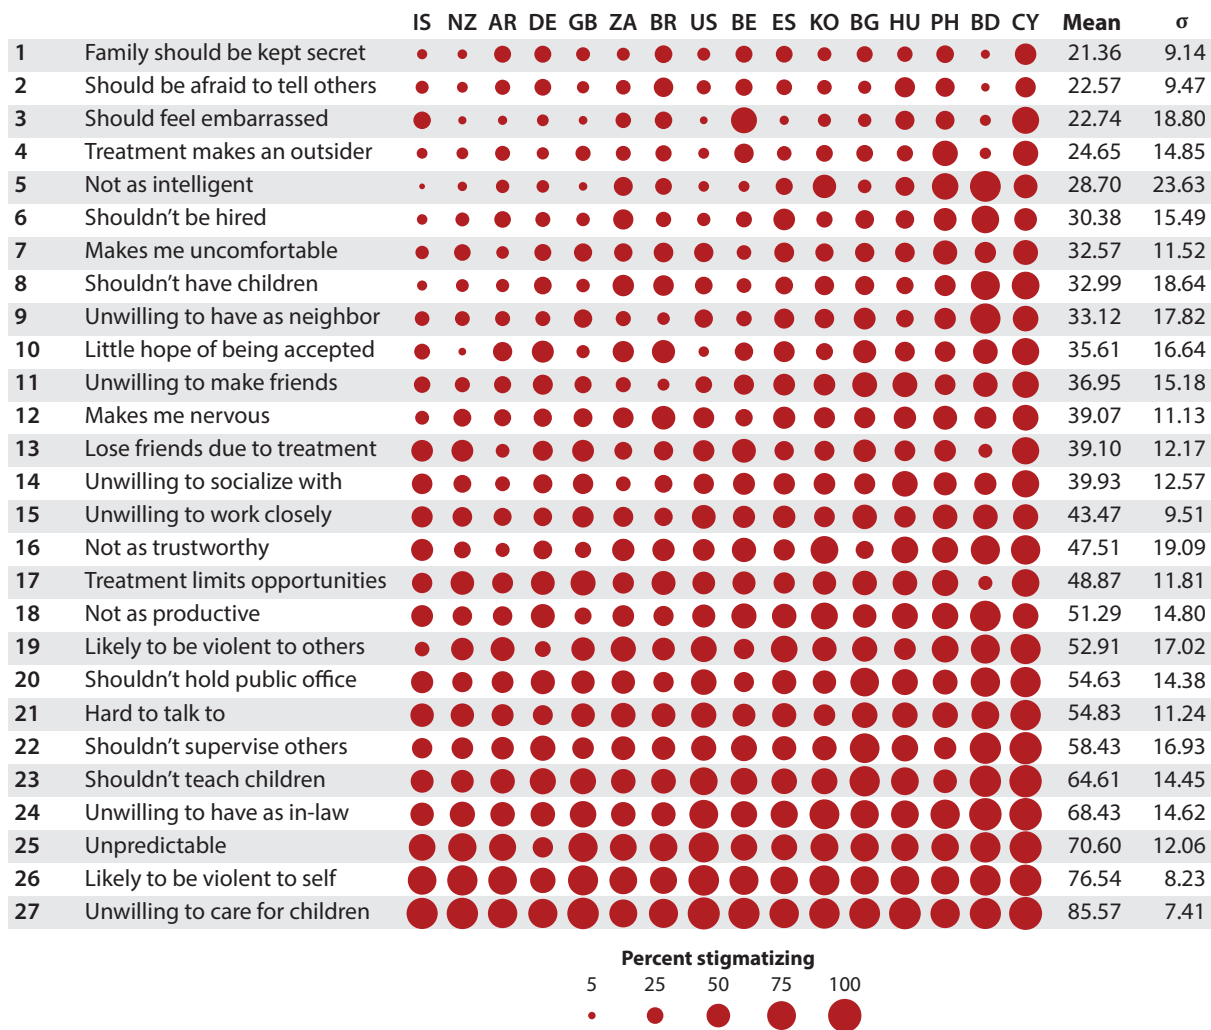 IS NZ AR DE GB ZA BR US BE ES KO BG HU PH BD CY Mean σ
1 Family should be kept secret 21.36 9.14
2 Should be afraid to tell others 22.57 9.47
3 Should feel embarrassed 22.74 18.80
4 Treatment makes an outsider 24.65 14.85
5 Not as intelligent 28.70 23.63
6 Shouldn’t be hired 30.38 15.49
7 Makes me uncomfortable 32.57 11.52
8 Shouldn’t have children 32.99 18.64
9 Unwilling to have as neighbor 33.12 17.82
10 Little hope of being accepted 35.61 16.64
11 Unwilling to make friends 36.95 15.18
12 Makes me nervous 39.07 11.13
13 Lose friends due to treatment 39.10 12.17
14 Unwilling to socialize with 39.93 12.57
15 Unwilling to work closely 43.47 9.51
16 Not as trustworthy 47.51 19.09
17 Treatment limits opportunities 48.87 11.81
18 Not as productive 51.29 14.80
19 Likely to be violent to others 52.91 17.02
20 Shouldn’t hold public office 54.63 14.38
21 Hard to talk to 54.83 11.24
22 Shouldn’t supervise others 58.43 16.93
23 Shouldn’t teach children 64.61 14.45
24 Unwilling to have as in-law 68.43 14.62
25 Unpredictable 70.60 12.06
26 Likely to be violent to self 76.54 8.23
27 Unwilling to care for children 85.57 7.41
Percent stigmatizing
5 25 50 75 100